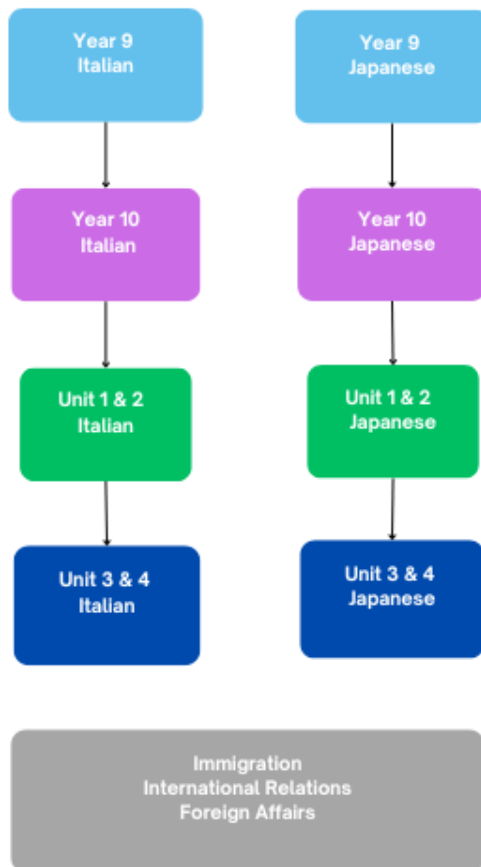 Year 9
Italian
Year 9
Japanese
Year 10
Italian
Year 10
Japanese
Unit 1 & 2
Italian
Unit 1 & 2
Japanese
Unit 3 & 4
Italian
Unit 3 & 4
Japanese
Immigration
International Relations
Foreign Affairs